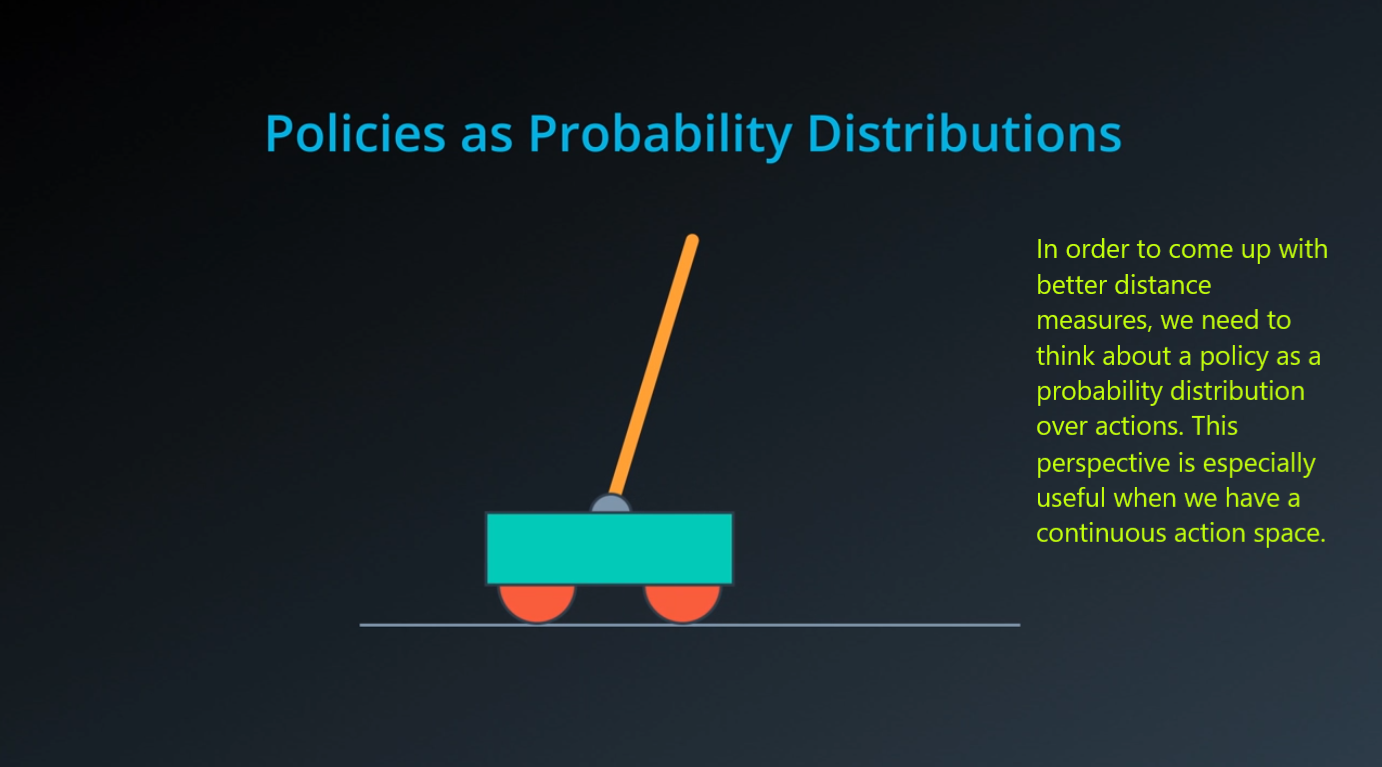 Policies as Probability Distributions
In order to come up with
better distance
measures, we need to
think about a policy as a
probability distribution
over actions. This
perspective is especially
useful when we have a
continuous action space.